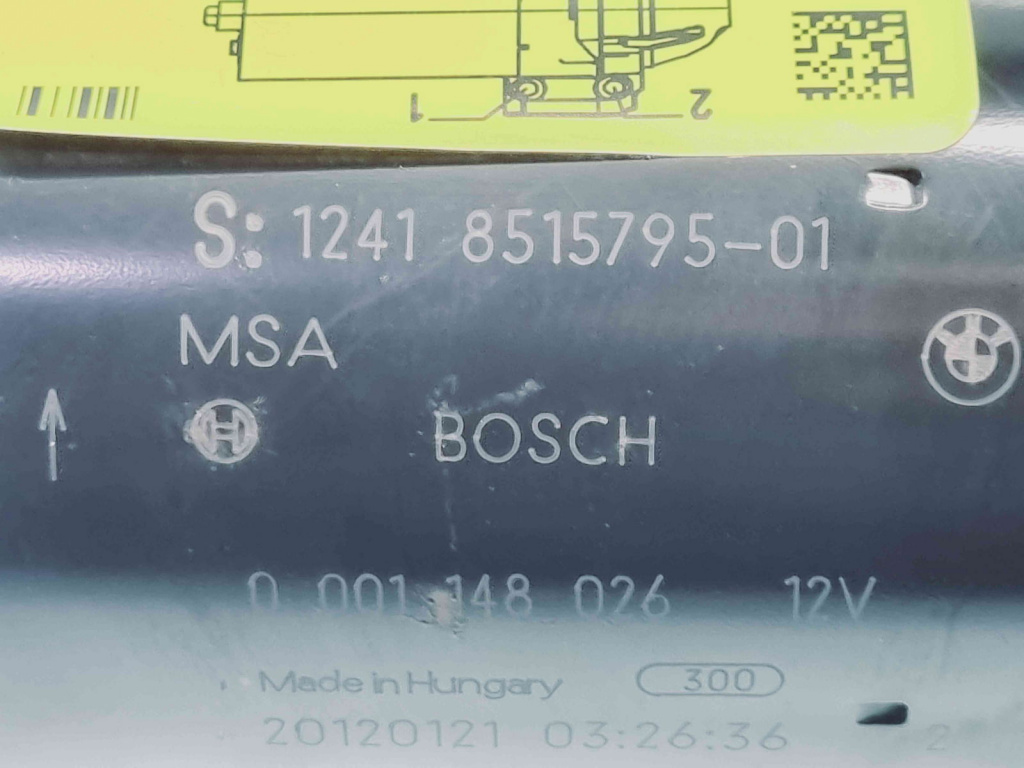 1 2
S: 1241 8515795-01
MSA
H BOSCH
0 001 148 026 12V
Made in Hungary 300
20120121 03:26:36 2